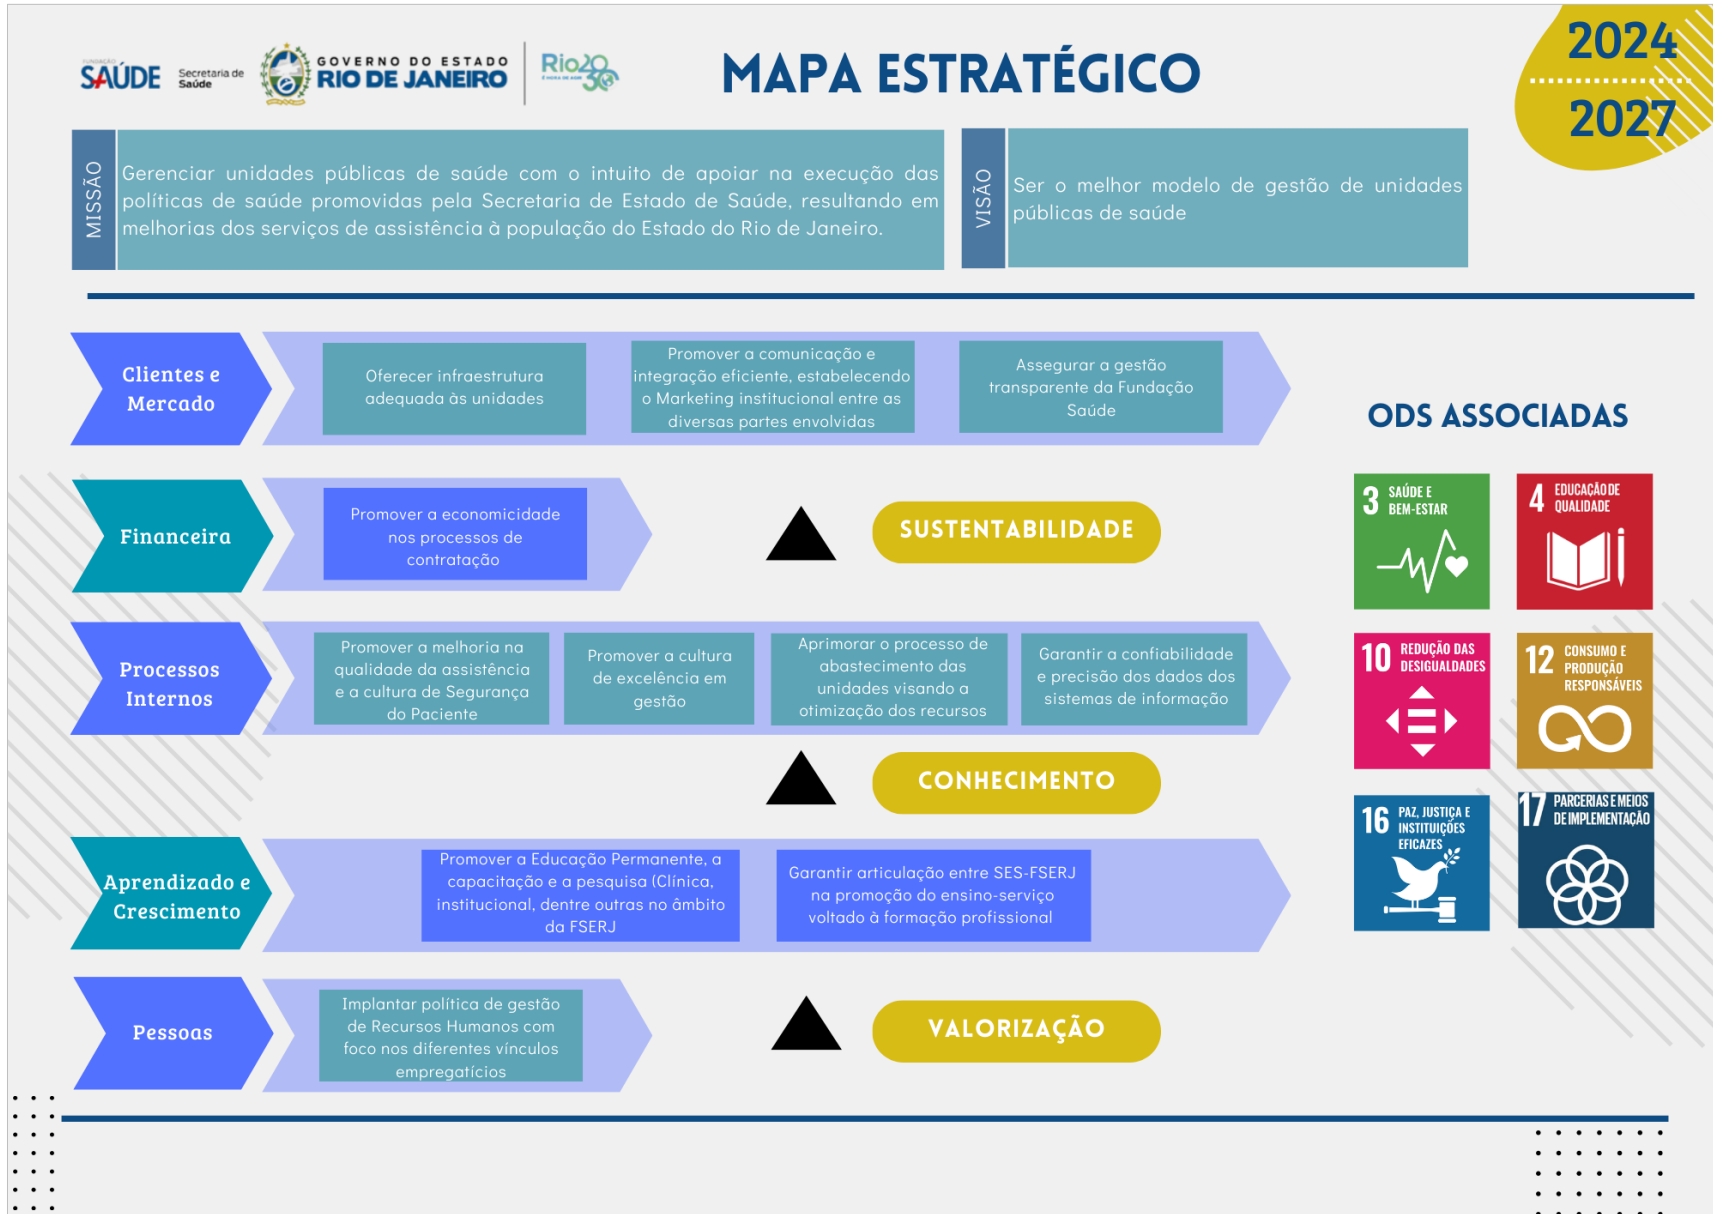 FUNDAÇÃO
SAÚDE
Secretaria de
Saúde
GOVERNO DO ESTADO
RIO DE JANEIRO
Rio2030
É HORA DE AGIR
MAPA ESTRATÉGICO
2024
2027
MISSÃO
Gerenciar unidades públicas de saúde com o intuito de apoiar na execução das
políticas de saúde promovidas pela Secretaria de Estado de Saúde, resultando em
melhorias dos serviços de assistência à população do Estado do Rio de Janeiro.
VISÃO
Ser o melhor modelo de gestão de unidades
públicas de saúde
Clientes e
Mercado
Oferecer infraestrutura
adequada às unidades
Promover a comunicação e
integração eficiente, estabelecendo
o Marketing institucional entre as
diversas partes envolvidas
Assegurar a gestão
transparente da Fundação
Saúde
Financeira
Promover a economicidade
nos processos de
contratação
SUSTENTABILIDADE
Processos
Internos
Promover a melhoria na
qualidade da assistência
e a cultura de Segurança
do Paciente
Promover a cultura
de excelência em
gestão
Aprimorar o processo de
abastecimento das
unidades visando a
otimização dos recursos
Garantir a confiabilidade
e precisão dos dados dos
sistemas de informação
CONHECIMENTO
Aprendizado e
Crescimento
Promover a Educação Permanente, a
capacitação e a pesquisa (Clínica,
institucional, dentre outras no âmbito
da FSERJ
Garantir articulação entre SES-FSERJ
na promoção do ensino-serviço
voltado à formação profissional
Pessoas
Implantar política de gestão
de Recursos Humanos com
foco nos diferentes vínculos
empregatícios
VALORIZAÇÃO
ODS ASSOCIADAS
3 SAÚDE E
BEM-ESTAR
4 EDUCAÇÃO DE
QUALIDADE
10 REDUÇÃO DAS
DESIGUALDADES
12 CONSUMO E
PRODUÇÃO
RESPONSÁVEIS
16 PAZ, JUSTIÇA E
INSTITUIÇÕES
EFICAZES
17 PARCERIAS E MEIOS
DE IMPLEMENTAÇÃO